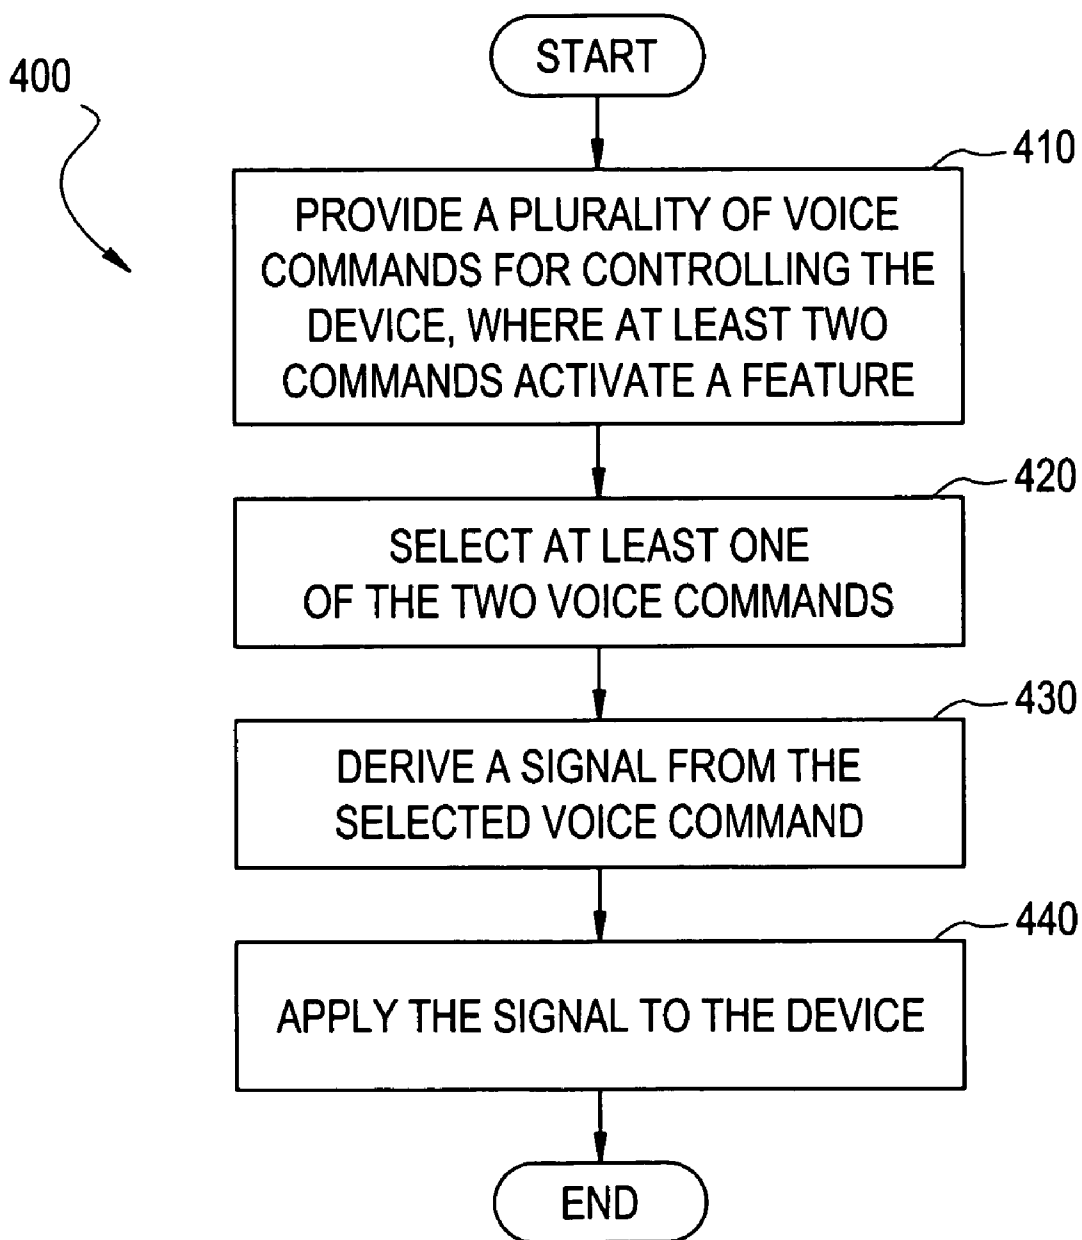 START
400
410
PROVIDE A PLURALITY OF VOICE
COMMANDS FOR CONTROLLING THE
DEVICE, WHERE AT LEAST TWO
COMMANDS ACTIVATE A FEATURE
420
SELECT AT LEAST ONE
OF THE TWO VOICE COMMANDS
430
DERIVE A SIGNAL FROM THE
SELECTED VOICE COMMAND
440
APPLY THE SIGNAL TO THE DEVICE
END